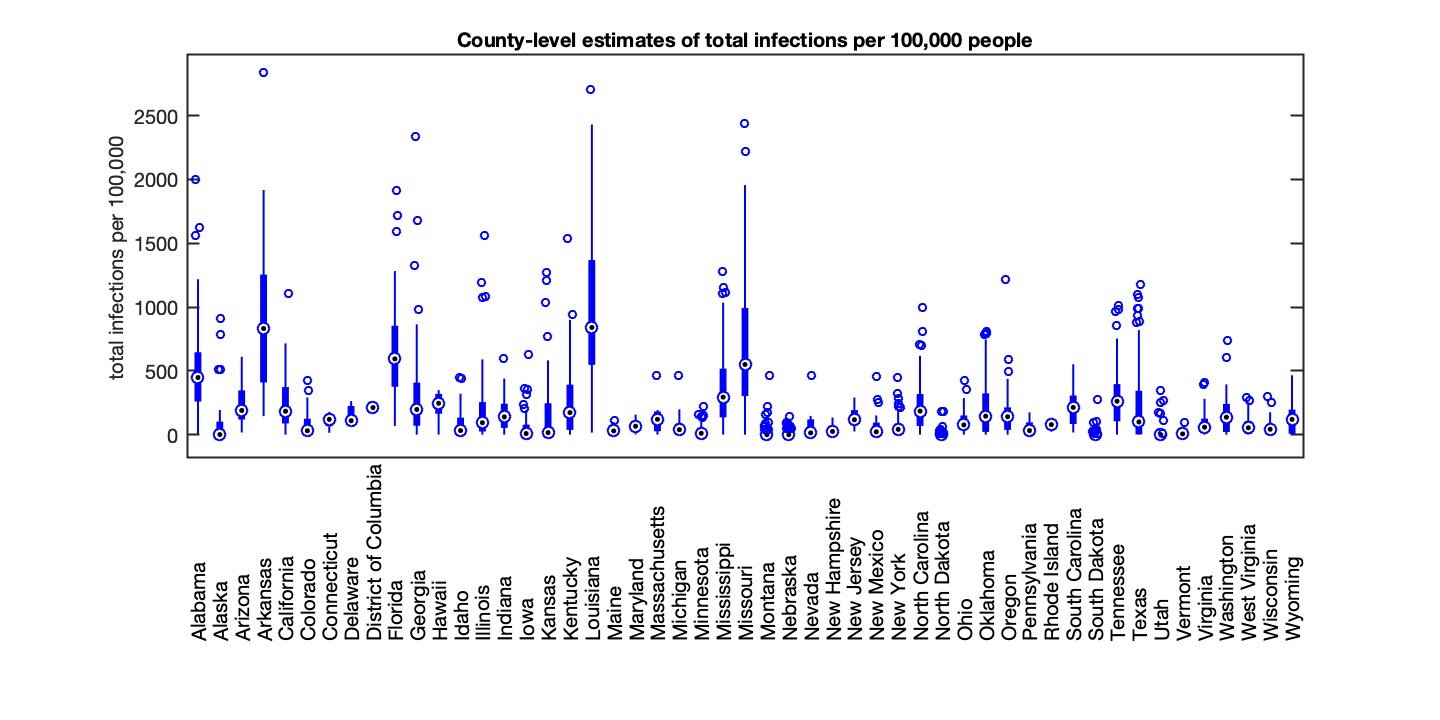 County-level estimates of total infections per 100,000 people
total infections per 100,000
2500
2000
1500
1000
500
0
Alabama
Alaska
Arizona
Arkansas
California
Colorado
Connecticut
Delaware
District of Columbia
Florida
Georgia
Hawaii
Idaho
Illinois
Indiana
Iowa
Kansas
Kentucky
Louisiana
Maine
Maryland
Massachusetts
Michigan
Minnesota
Mississippi
Missouri
Montana
Nebraska
Nevada
New Hampshire
New Jersey
New Mexico
New York
North Carolina
North Dakota
Ohio
Oklahoma
Oregon
Pennsylvania
Rhode Island
South Carolina
South Dakota
Tennessee
Texas
Utah
Vermont
Virginia
Washington
West Virginia
Wisconsin
Wyoming